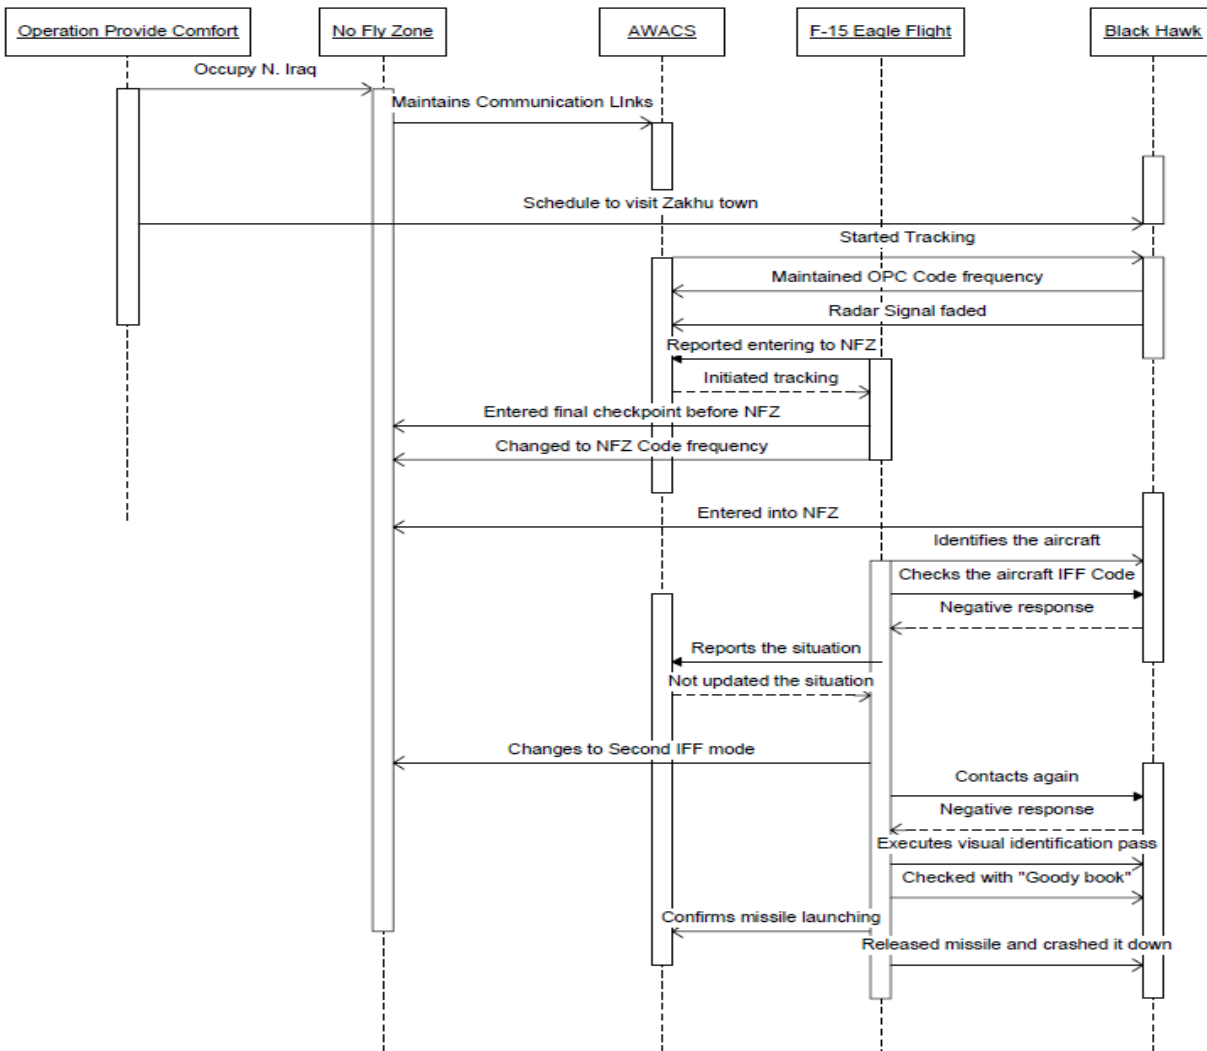 Operation Provide Comfort
No Fly Zone
AWACS
F-15 Eagle Flight
Black Hawk
Occupy N. Iraq
Maintains Communication LInks
Schedule to visit Zakhu town
Started Tracking
Maintained OPC Code frequency
Radar Signal faded
Reported entering to NFZ
Initiated tracking
Entered final checkpoint before NFZ
Changed to NFZ Code frequency
Entered into NFZ
Identifies the aircraft
Checks the aircraft IFF Code
Negative response
Reports the situation
Not updated the situation
Changes to Second IFF mode
Contacts again
Negative response
Executes visual identification pass
Checked with "Goody book"
Confirms missile launching
Released missile and crashed it down